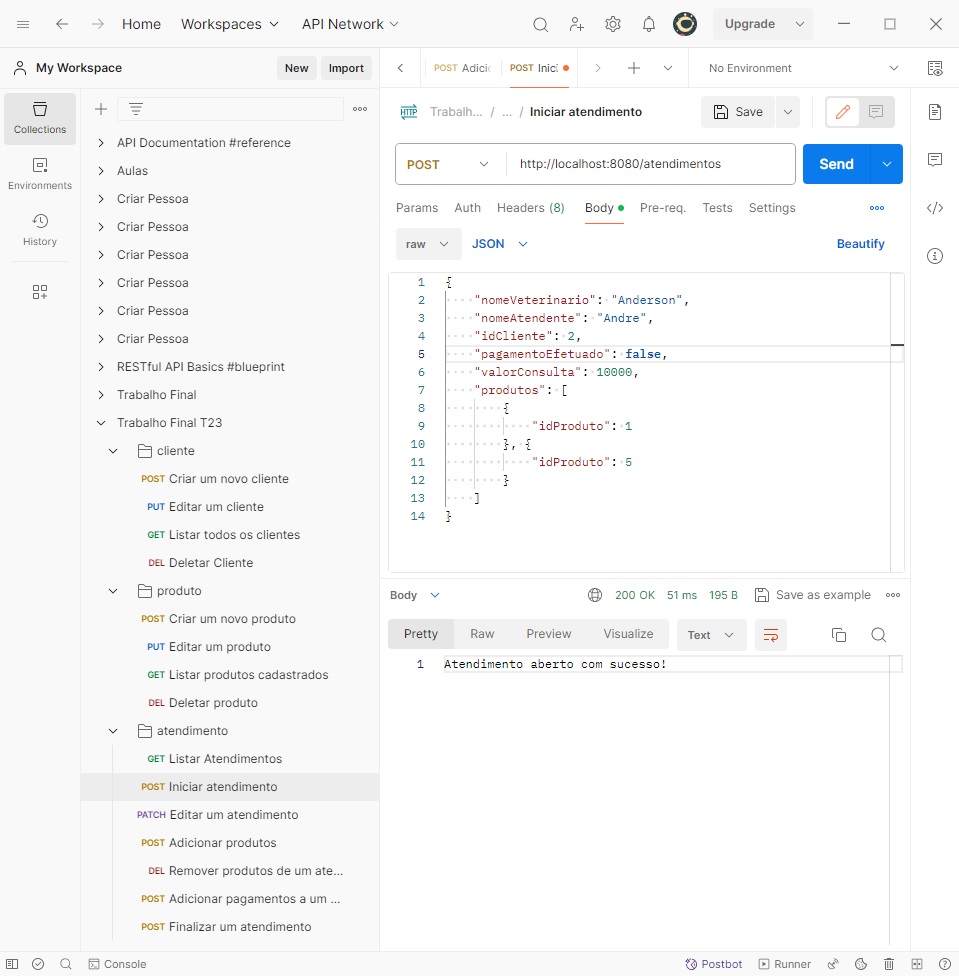 Home Workspaces API Network Upgrade
My Workspace New Import
POST Adici POST Inici No Environment
Collections
Environments
History
API Documentation #reference
Aulas
Criar Pessoa
Criar Pessoa
Criar Pessoa
Criar Pessoa
Criar Pessoa
Criar Pessoa
RESTful API Basics #blueprint
Trabalho Final
Trabalho Final T23
cliente
POST Criar um novo cliente
PUT Editar um cliente
GET Listar todos os clientes
DEL Deletar Cliente
produto
POST Criar um novo produto
PUT Editar um produto
GET Listar produtos cadastrados
DEL Deletar produto
atendimento
GET Listar Atendimentos
POST Iniciar atendimento
PATCH Editar um atendimento
POST Adicionar produtos
DEL Remover produtos de um ate...
POST Adicionar pagamentos a um ...
POST Finalizar um atendimento
HTTP Trabalh... / ... / Iniciar atendimento Save
POST http://localhost:8080/atendimentos Send
Params Auth Headers (8) Body Pre-req. Tests Settings
raw JSON Beautify
1 {
2 "nomeVeterinario": "Anderson",
3 "nomeAtendente": "Andre",
4 "idCliente": 2,
5 "pagamentoEfetuado": false,
6 "valorConsulta": 10000,
7 "produtos": [
8 {
9 "idProduto": 1
10 }, {
11 "idProduto": 5
12 }
13 ]
14 }
Body 200 OK 51 ms 195 B Save as example
Pretty Raw Preview Visualize Text
1 Atendimento aberto com sucesso!
Console Postbot Runner